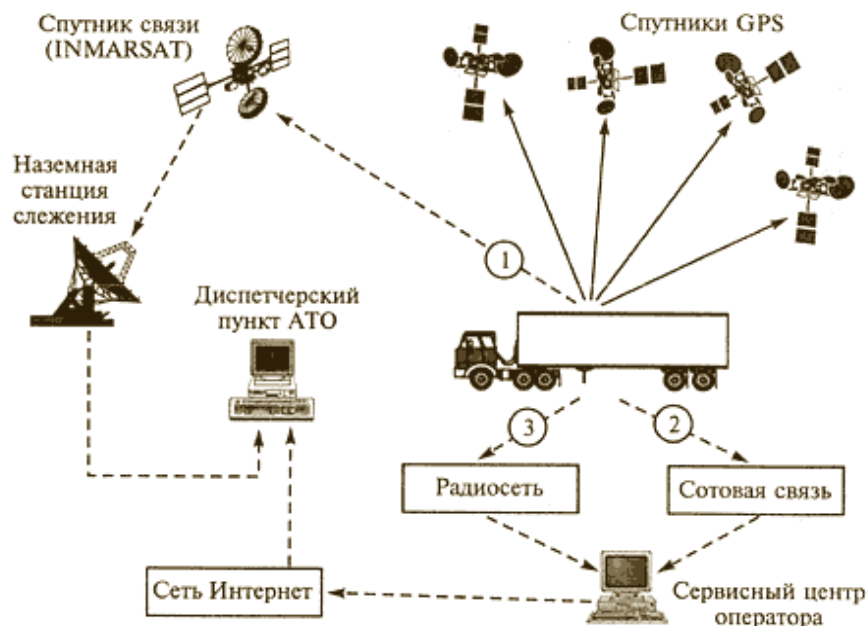 Спутник связи
(INMARSAT)
Спутники GPS
Наземная
станция
слежения
1
Диспетчерский
пункт АТО
3
2
Радиосеть
Сотовая связь
Сеть Интернет
Сервисный центр
оператора